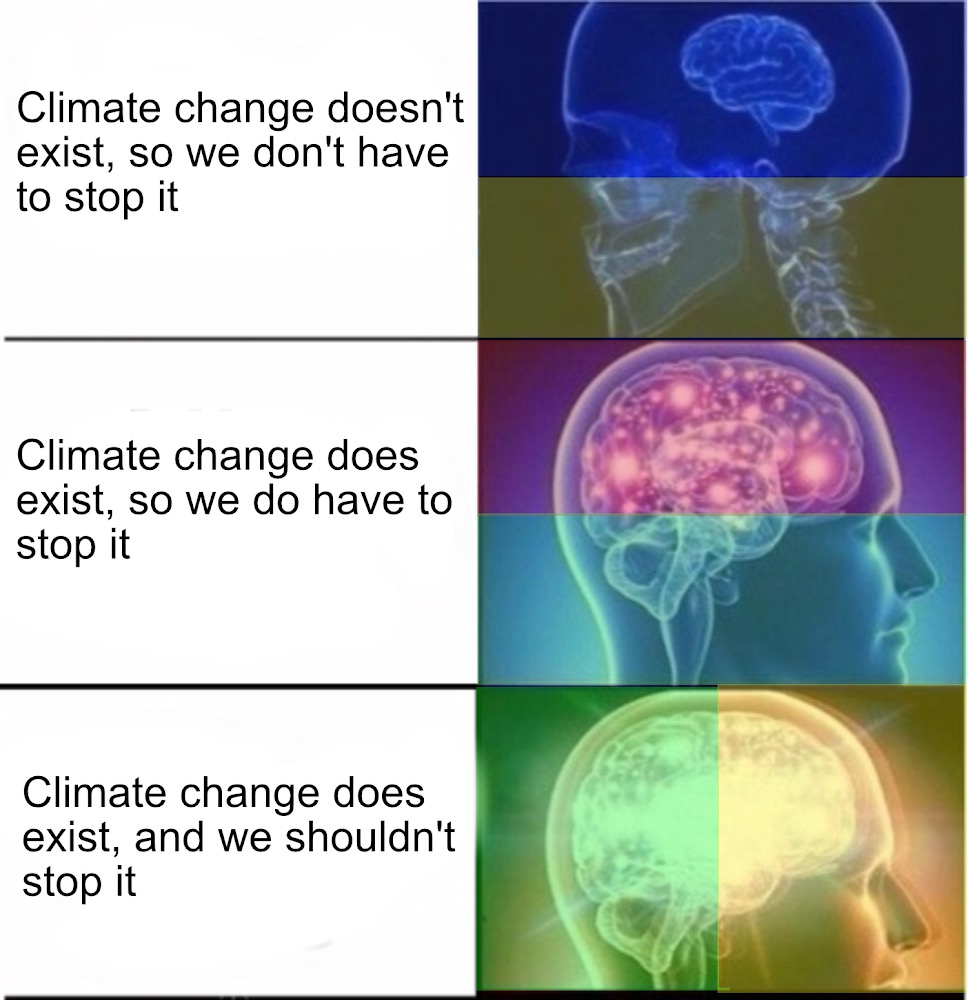 Climate change doesn't
exist, so we don't have
to stop it
Climate change does
exist, so we do have to
stop it
Climate change does
exist, and we shouldn't
stop it